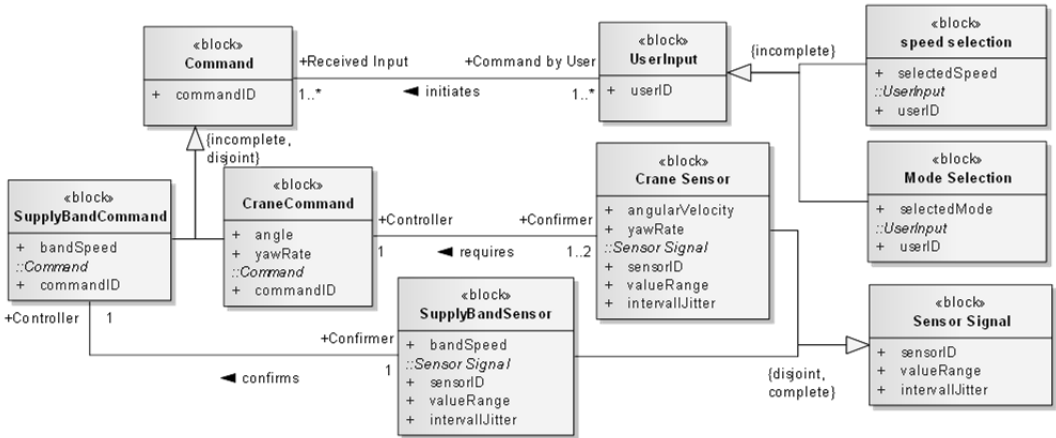 «block»
Command
+ commandID
+Received Input
+Command by User
1..*
initiates
1..*
«block»
UserInput
+ userID
{incomplete}
«block»
speed selection
+ selectedSpeed
::UserInput
+ userID
{incomplete,
disjoint}
«block»
Mode Selection
+ selectedMode
::UserInput
+ userID
«block»
SupplyBandCommand
+ bandSpeed
::Command
+ commandID
«block»
CraneCommand
+ angle
+ yawRate
::Command
+ commandID
+Controller
+Confirmer
1
requires
1..2
«block»
Crane Sensor
+ angularVelocity
+ yawRate
::Sensor Signal
+ sensorID
+ valueRange
+ intervallJitter
+Controller
1
+Confirmer
confirms
1
«block»
SupplyBandSensor
+ bandSpeed
::Sensor Signal
+ sensorID
+ valueRange
+ intervallJitter
{disjoint,
complete}
«block»
Sensor Signal
+ sensorID
+ valueRange
+ intervallJitter